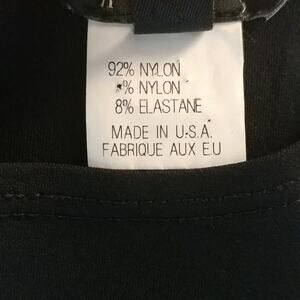 92% NYLON
% NYLON
8% ELASTANE
MADE IN U.S.A.
FABRIQUE AUX E.U